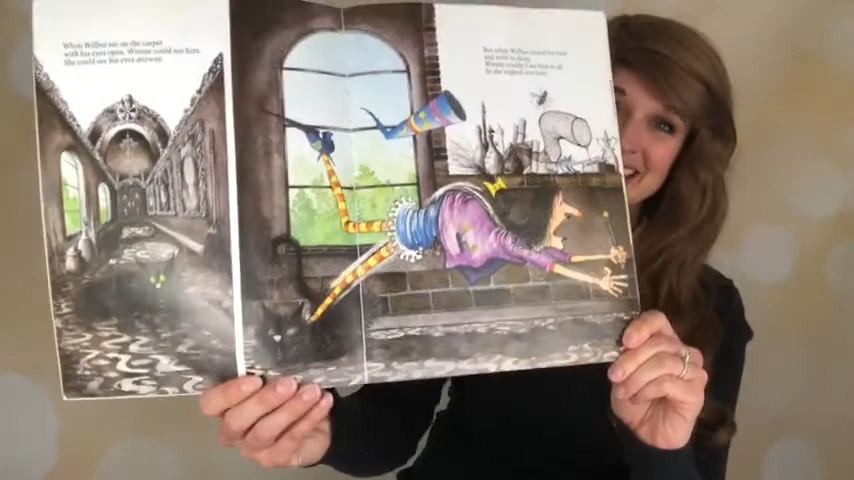 When Wilbur sat on the carpet
with his eyes open, Winnie could see him.
She could see his eyes anyway.
But when Wilbur closed his eyes
and went to sleep,
Winnie couldn't see him at all.
So she tripped over him.